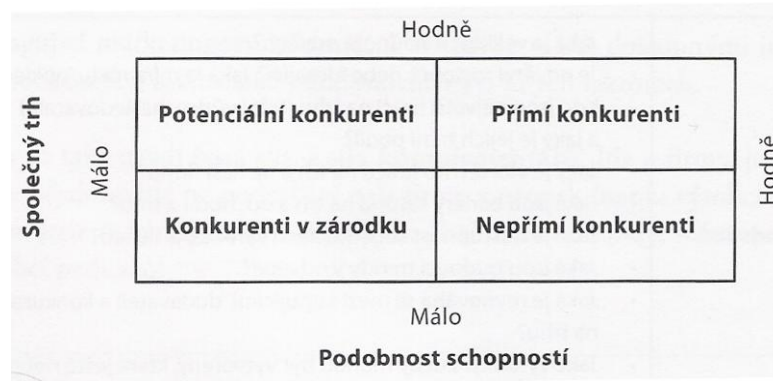 Hodně
Společný trh
Málo
Potenciální konkurenti
Přímí konkurenti
Hodně
Konkurenti v zárodku
Nepřímí konkurenti
Málo
Podobnost schopností